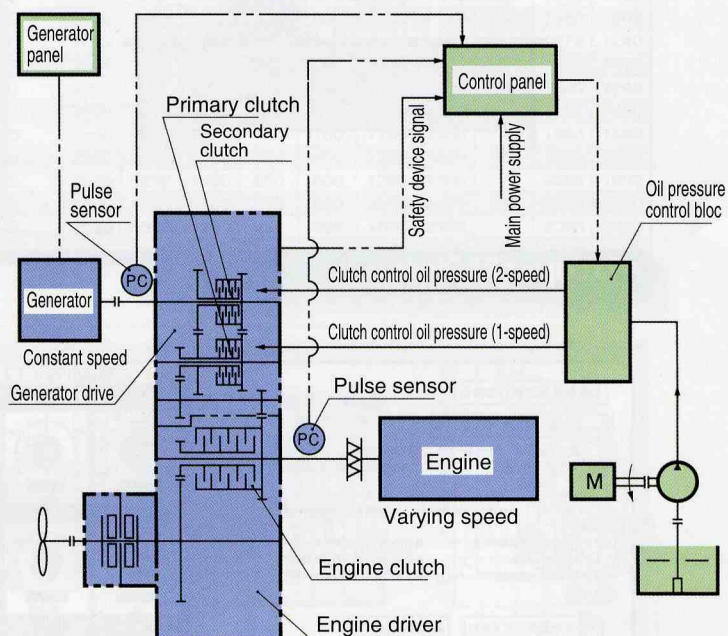 Generator
panel
Control panel
Primary clutch
Secondary
clutch
Safety device signal
Main power supply
Pulse
sensor
Oil pressure
control bloc
PC
Generator
Clutch control oil pressure (2-speed)
Constant speed
Clutch control oil pressure (1-speed)
Generator drive
Pulse sensor
PC
Engine
M
Varying speed
Engine clutch
Engine driver